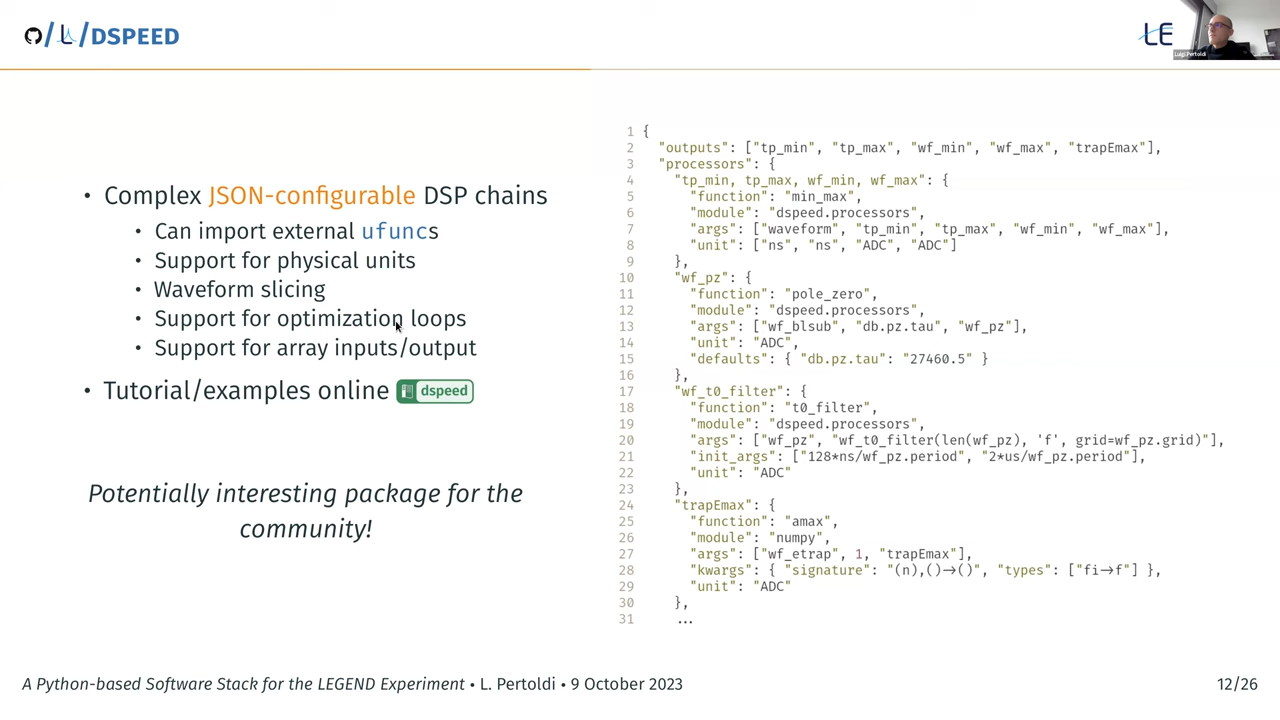 / L /DSPEED
LE
Luigi Pertoldi
• Complex JSON-configurable DSP chains
• Can import external ufuncs
• Support for physical units
• Waveform slicing
• Support for optimization loops
• Support for array inputs/output
• Tutorial/examples online dspeed
Potentially interesting package for the
community!
1 {
2 "outputs": ["tp_min", "tp_max", "wf_min", "wf_max", "trapEmax"],
3 "processors": {
4 "tp_min, tp_max, wf_min, wf_max": {
5 "function": "min_max",
6 "module": "dspeed.processors",
7 "args": ["waveform", "tp_min", "tp_max", "wf_min", "wf_max"],
8 "unit": ["ns", "ns", "ADC", "ADC"]
9 },
10 "wf_pz": {
11 "function": "pole_zero",
12 "module": "dspeed.processors",
13 "args": ["wf_blsub", "db.pz.tau", "wf_pz"],
14 "unit": "ADC",
15 "defaults": { "db.pz.tau": "27460.5" }
16 },
17 "wf_t0_filter": {
18 "function": "t0_filter",
19 "module": "dspeed.processors",
20 "args": ["wf_pz", "wf_t0_filter(len(wf_pz), 'f', grid=wf_pz.grid)"],
21 "init_args": ["128*ns/wf_pz.period", "2*us/wf_pz.period"],
22 "unit": "ADC"
23 },
24 "trapEmax": {
25 "function": "amax",
26 "module": "numpy",
27 "args": ["wf_etrap", 1, "trapEmax"],
28 "kwargs": { "signature": "(n),()→()", "types": ["fi→f"] },
29 "unit": "ADC"
30 },
31 ...
A Python-based Software Stack for the LEGEND Experiment • L. Pertoldi • 9 October 2023
12/26